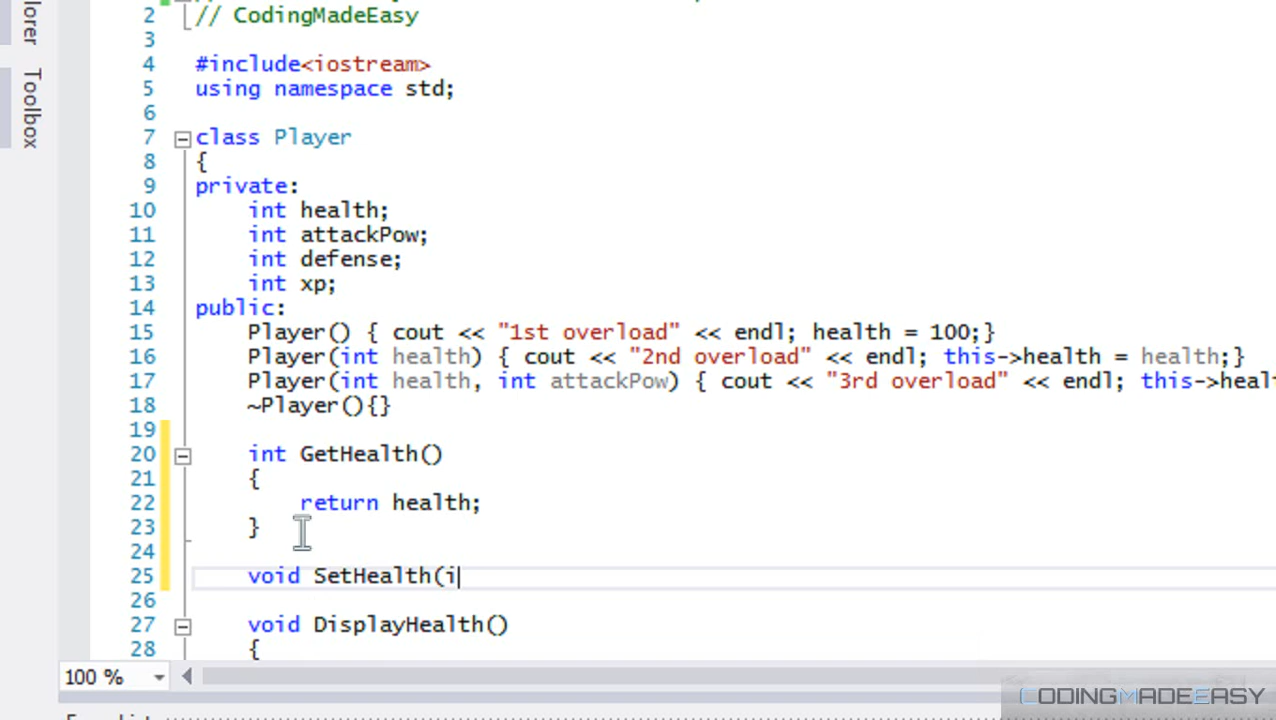 lorer
Toolbox
2 // CodingMadeEasy
3
4 #include<iostream>
5 using namespace std;
6
7 class Player
8 {
9 private:
10 int health;
11 int attackPow;
12 int defense;
13 int xp;
14 public:
15 Player() { cout << "1st overload" << endl; health = 100;}
16 Player(int health) { cout << "2nd overload" << endl; this->health = health;}
17 Player(int health, int attackPow) { cout << "3rd overload" << endl; this->healt
18 ~Player(){}
19
20 int GetHealth()
21 {
22 return health;
23 }
24
25 void SetHealth(i
26
27 void DisplayHealth()
28 {
100 %
CODINGMADEEASY